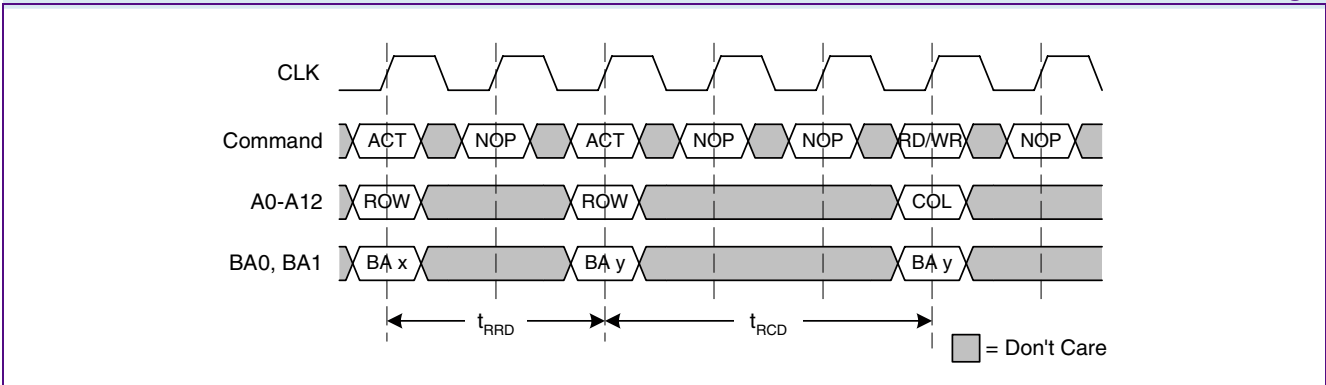 CLK
Command ACT NOP ACT NOP NOP RD/WR NOP
A0-A12 ROW ROW COL
BA0, BA1 BA x BA y BA y
tRRD tRCD
= Don't Care